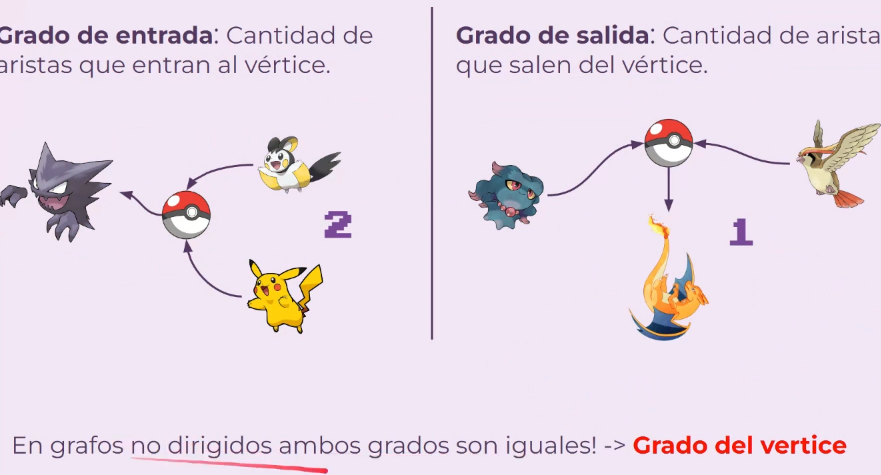 Grado de entrada: Cantidad de
aristas que entran al vértice.
2
Grado de salida: Cantidad de arista
que salen del vértice.
1
En grafos no dirigidos ambos grados son iguales! -> Grado del vertice